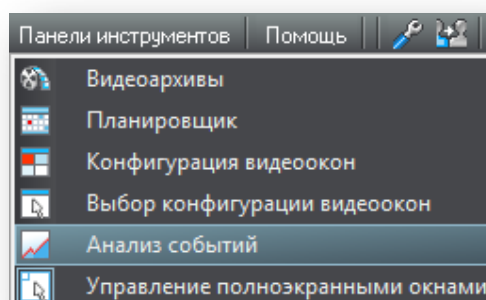 Панели инструментов Помощь
Видеоархивы
Планировщик
Конфигурация видеоокон
Выбор конфигурации видеоокон
Анализ событий
Управление полноэкранными окнами